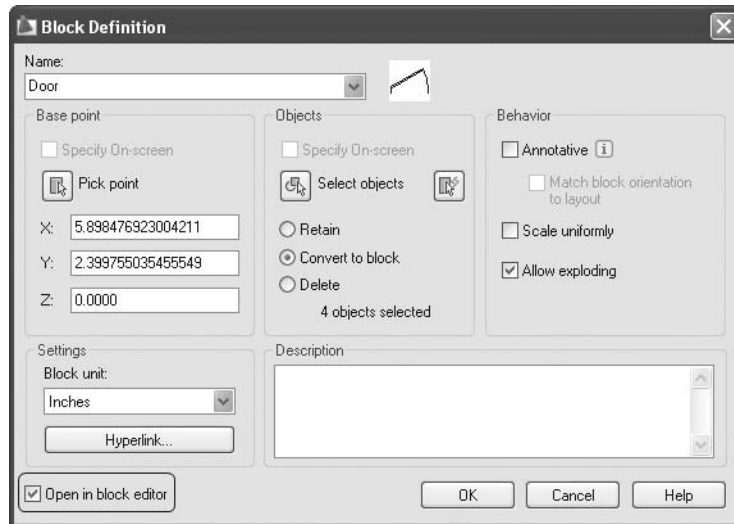 Block Definition
Name:
Door
Base point
Specify On-screen
Pick point
X: 5.898476923004211
Y: 2.399755035455549
Z: 0.0000
Objects
Specify On-screen
Select objects
Retain
Convert to block
Delete
4 objects selected
Behavior
Annotative i
Match block orientation
to layout
Scale uniformly
Allow exploding
Settings
Block unit:
Inches
Hyperlink...
Description
Open in block editor
OK Cancel Help